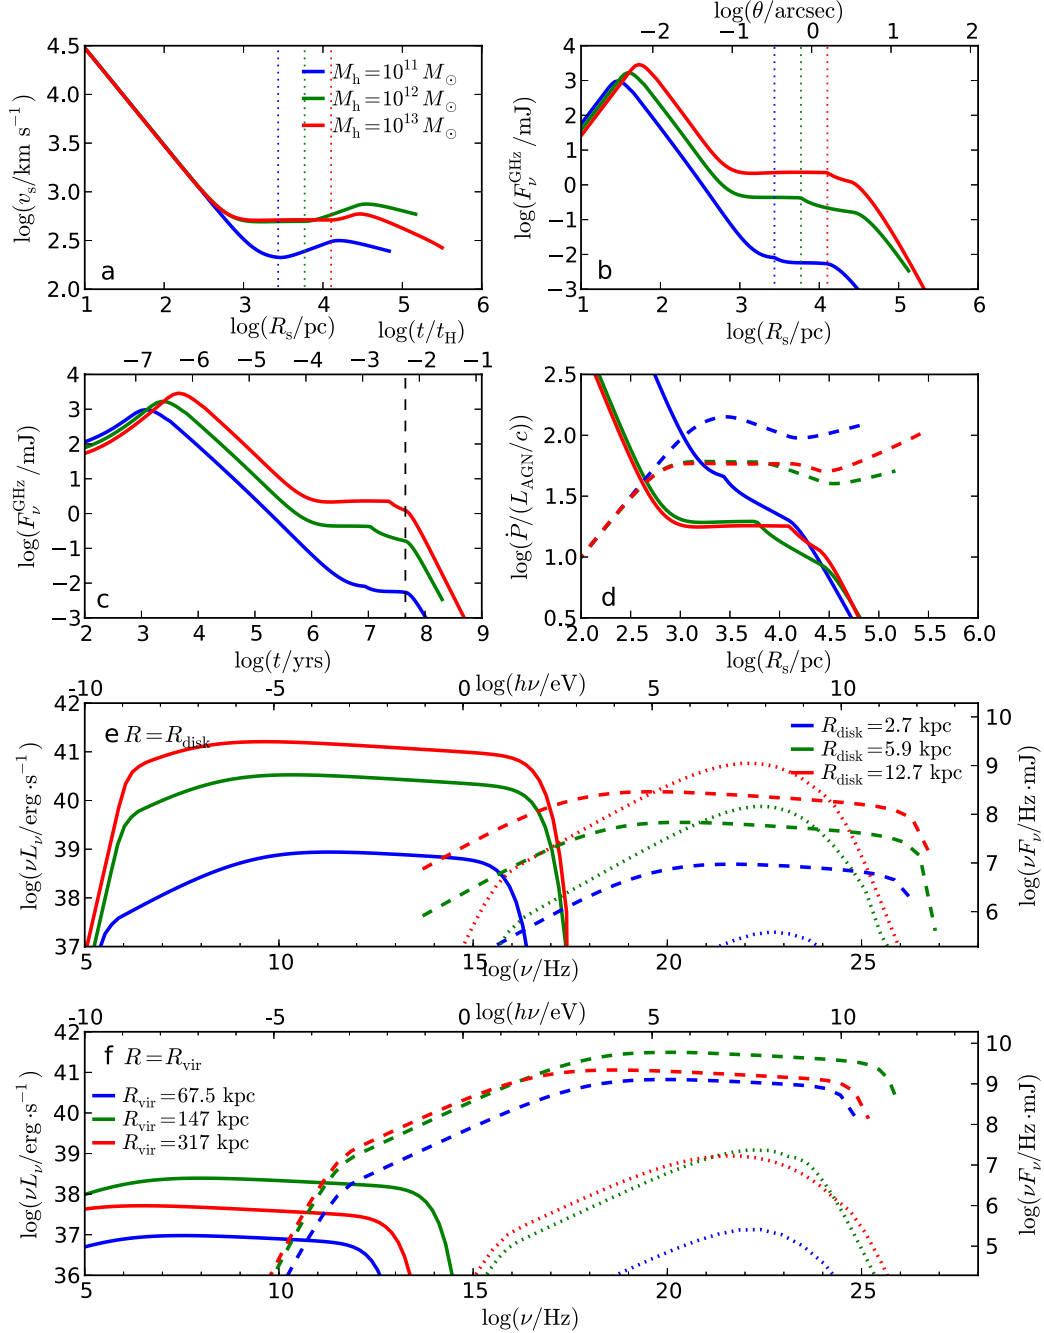 log(θ/arcsec)
−2 −1 0 1 2
4.5
4.0
3.5
3.0
2.5
2.0
log(v_s/km s⁻¹)
M_h = 10¹¹ M_⊙
M_h = 10¹² M_⊙
M_h = 10¹³ M_⊙
a
1 2 3 4 5 6
log(R_s/pc)
4
3
2
1
0
−1
−2
−3
log(F_ν^GHz/mJ)
b
1 2 3 4 5 6
log(R_s/pc)
log(t/t_H)
−7 −6 −5 −4 −3 −2 −1
4
3
2
1
0
−1
−2
−3
log(F_ν^GHz/mJ)
c
2 3 4 5 6 7 8 9
log(t/yrs)
2.5
2.0
1.5
1.0
0.5
log(Ṗ/(L_AGN/c))
d
2.0 2.5 3.0 3.5 4.0 4.5 5.0 5.5 6.0
log(R_s/pc)
-10 -5 0 5 10
log(hν/eV)
42
41
40
39
38
37
log(νL_ν/erg·s⁻¹)
e R = R_disk
R_disk = 2.7 kpc
R_disk = 5.9 kpc
R_disk = 12.7 kpc
10
9
8
7
6
log(νF_ν/Hz·mJ)
5 10 15 20 25
log(ν/Hz)
-10 -5 0 5 10
log(hν/eV)
42
41
40
39
38
37
36
log(νL_ν/erg·s⁻¹)
f R = R_vir
R_vir = 67.5 kpc
R_vir = 147 kpc
R_vir = 317 kpc
10
9
8
7
6
5
log(νF_ν/Hz·mJ)
5 10 15 20 25
log(ν/Hz)